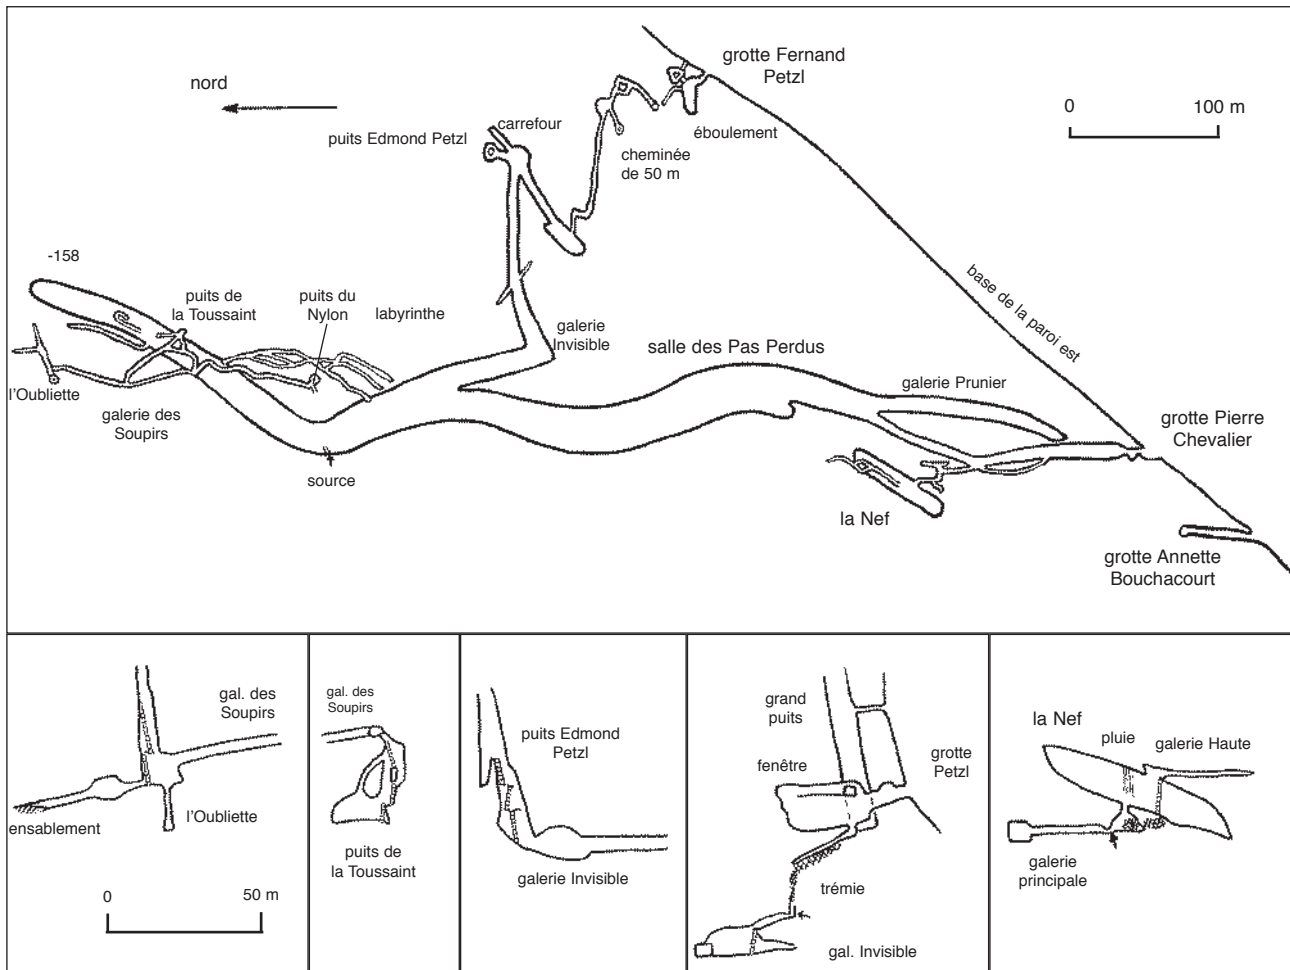 grotte Fernand
Petzl
nord
0
100 m
carrefour
puits Edmond Petzl
éboulement
cheminée
de 50 m
-158
base de la paroi est
puits de
la Toussaint
puits du
Nylon
labyrinthe
galerie
Invisible
salle des Pas Perdus
galerie Prunier
l'Oubliette
galerie des
Soupirs
grotte Pierre
Chevalier
source
la Nef
grotte Annette
Bouchacourt
gal. des
Soupirs
ensablement
l'Oubliette
0
50 m
gal. des
Soupirs
puits de
la Toussaint
puits Edmond
Petzl
galerie Invisible
grand
puits
fenêtre
grotte
Petzl
trémie
gal. Invisible
la Nef
pluie
galerie Haute
galerie
principale